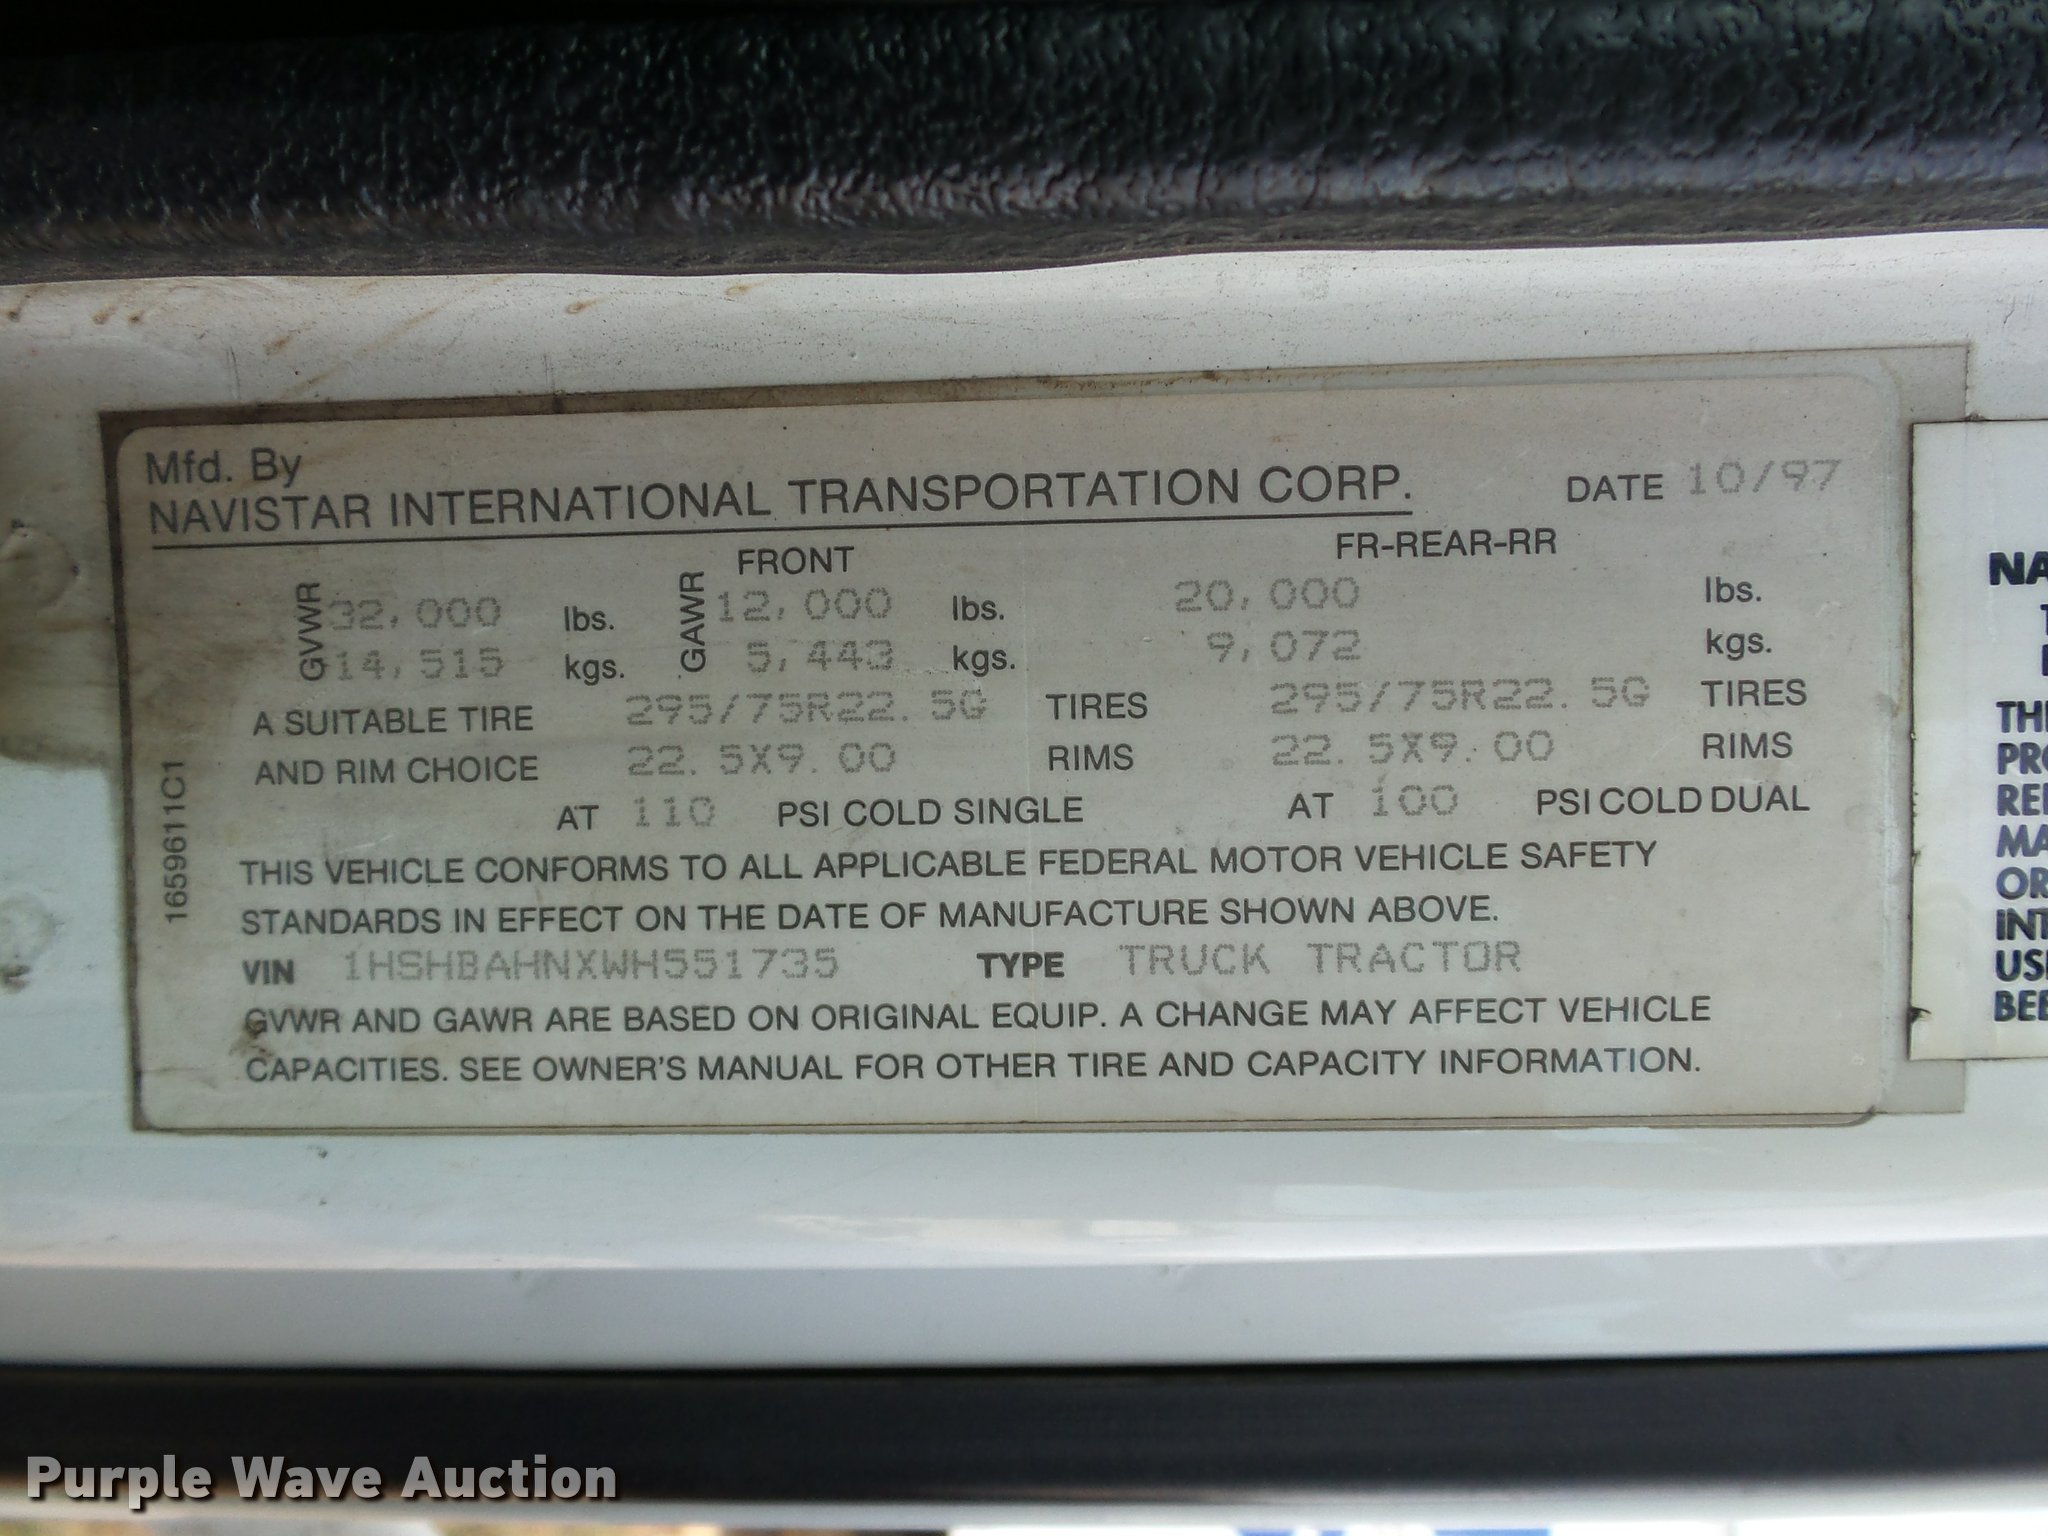 Mfd. By
NAVISTAR INTERNATIONAL TRANSPORTATION CORP. DATE 10/97
FRONT FR-REAR-RR
GVWR 32,000 lbs. GAWR 12,000 lbs. 20,000 lbs.
14,515 kgs. 5,443 kgs. 9,072 kgs.
A SUITABLE TIRE 295/75R22.5G TIRES 295/75R22.5G TIRES
AND RIM CHOICE 22.5X9.00 RIMS 22.5X9.00 RIMS
AT 110 PSI COLD SINGLE AT 100 PSI COLD DUAL
THIS VEHICLE CONFORMS TO ALL APPLICABLE FEDERAL MOTOR VEHICLE SAFETY
STANDARDS IN EFFECT ON THE DATE OF MANUFACTURE SHOWN ABOVE.
VIN 1HSHBAHNXWH551735 TYPE TRUCK TRACTOR
GVWR AND GAWR ARE BASED ON ORIGINAL EQUIP. A CHANGE MAY AFFECT VEHICLE
CAPACITIES. SEE OWNER'S MANUAL FOR OTHER TIRE AND CAPACITY INFORMATION.
1659611C1
Purple Wave Auction